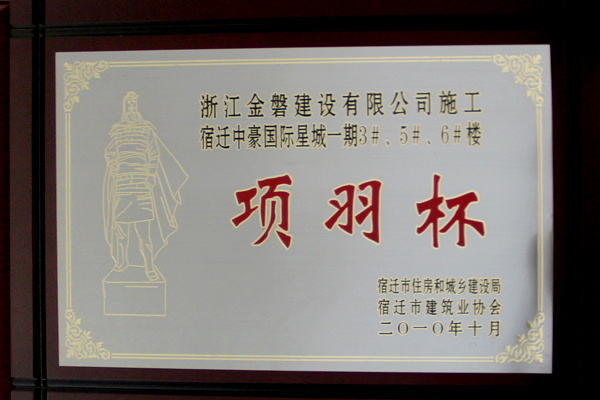 浙江金磐建设有限公司施工
宿迁中豪国际星城一期3#、5#、6#楼
项羽杯
宿迁市住房和城乡建设局
宿迁市建筑业协会
二〇一〇年十月